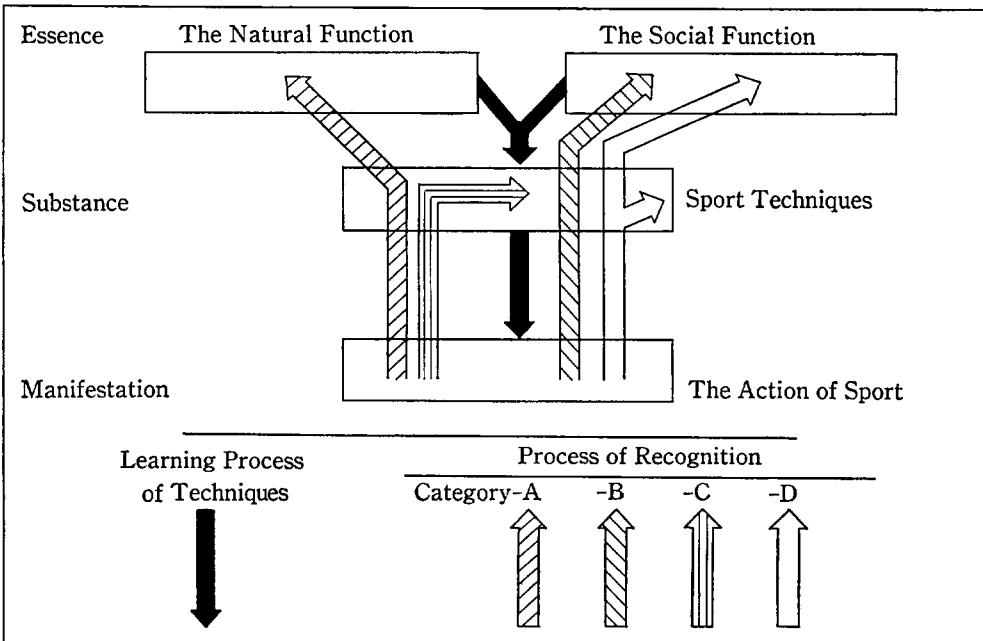 Essence
The Natural Function
The Social Function
Substance
Sport Techniques
Manifestation
The Action of Sport
Learning Process
of Techniques
Process of Recognition
Category-A -B -C -D